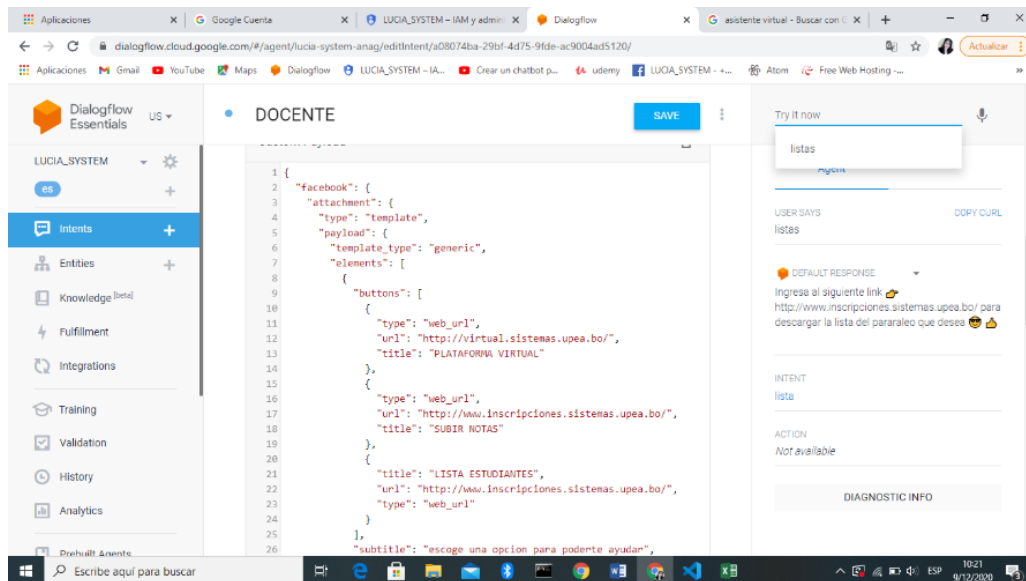 Aplicaciones
Google Cuenta
LUCIA_SYSTEM – IAM y admini
Dialogflow
asistente virtual - Buscar con G
dialogflow.cloud.google.com/#/agent/lucia-system-anag/editIntent/a08074ba-29bf-4d75-9fde-ac9004ad5120/
Actualizar
Aplicaciones
Gmail
YouTube
Maps
Dialogflow
LUCIA_SYSTEM – IA...
Crear un chatbot p...
udemy
LUCIA_SYSTEM - +...
Atom
Free Web Hosting -...
Dialogflow
Essentials
US
LUCIA_SYSTEM
es
Intents
Entities
Knowledge [beta]
Fulfillment
Integrations
Training
Validation
History
Analytics
Prebuilt Agents
DOCENTE
SAVE
1 {
2 "facebook": {
3 "attachment": {
4 "type": "template",
5 "payload": {
6 "template_type": "generic",
7 "elements": [
8 {
9 "buttons": [
10 {
11 "type": "web_url",
12 "url": "http://virtual.sistemas.upea.bo/",
13 "title": "PLATAFORMA VIRTUAL"
14 },
15 {
16 "type": "web_url",
17 "url": "http://www.inscripciones.sistemas.upea.bo/",
18 "title": "SUBIR NOTAS"
19 },
20 {
21 "title": "LISTA ESTUDIANTES",
22 "url": "http://www.inscripciones.sistemas.upea.bo/",
23 "type": "web_url"
24 }
25 ],
26 "subtitle": "escoge una opcion para poderte ayudar",
Try it now
listas
Agent
USER SAYS
COPY CURL
listas
DEFAULT RESPONSE
Ingresa al siguiente link 👉
http://www.inscripciones.sistemas.upea.bo/ para
descargar la lista del pararaleo que desea 😎 👍
INTENT
lista
ACTION
Not available
DIAGNOSTIC INFO
Escribe aquí para buscar
ESP
10:21
9/12/2020